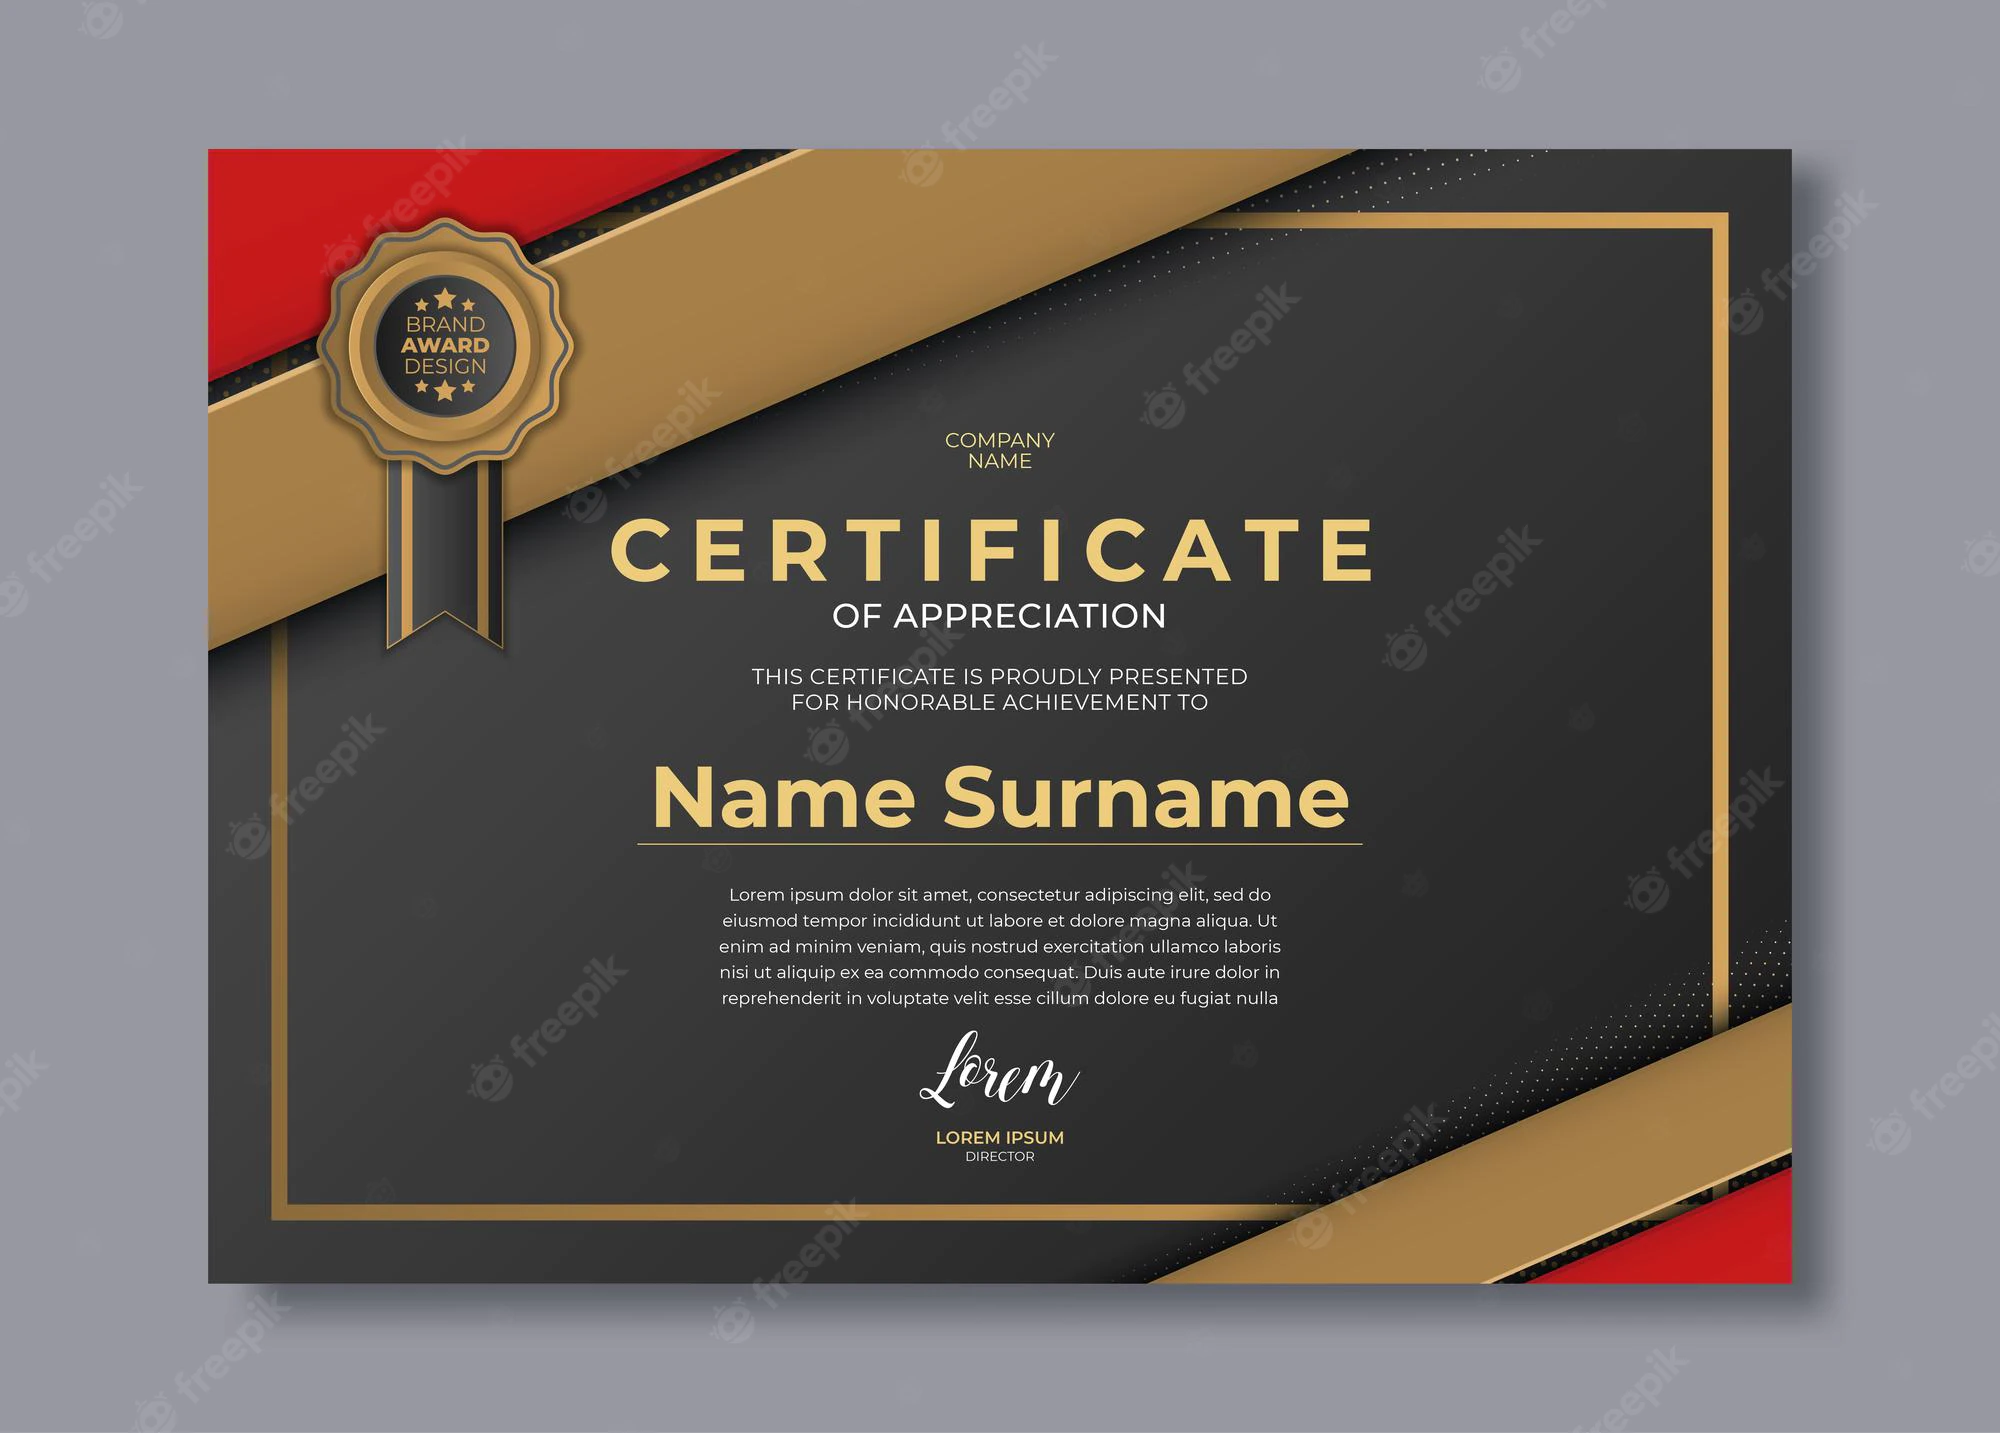 BRAND
AWARD
DESIGN
COMPANY
NAME
CERTIFICATE
OF APPRECIATION
THIS CERTIFICATE IS PROUDLY PRESENTED
FOR HONORABLE ACHIEVEMENT TO
Name Surname
Lorem ipsum dolor sit amet, consectetur adipiscing elit, sed do
eiusmod tempor incididunt ut labore et dolore magna aliqua. Ut
enim ad minim veniam, quis nostrud exercitation ullamco laboris
nisi ut aliquip ex ea commodo consequat. Duis aute irure dolor in
reprehenderit in voluptate velit esse cillum dolore eu fugiat nulla
Lorem
LOREM IPSUM
DIRECTOR
freepik